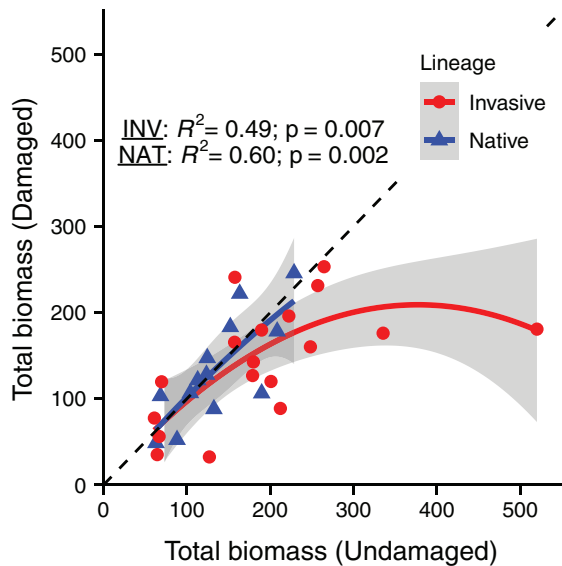 500
400
300
200
100
0
Total biomass (Damaged)
INV: R²= 0.49; p = 0.007
NAT: R²= 0.60; p = 0.002
Lineage
Invasive
Native
0 100 200 300 400 500
Total biomass (Undamaged)